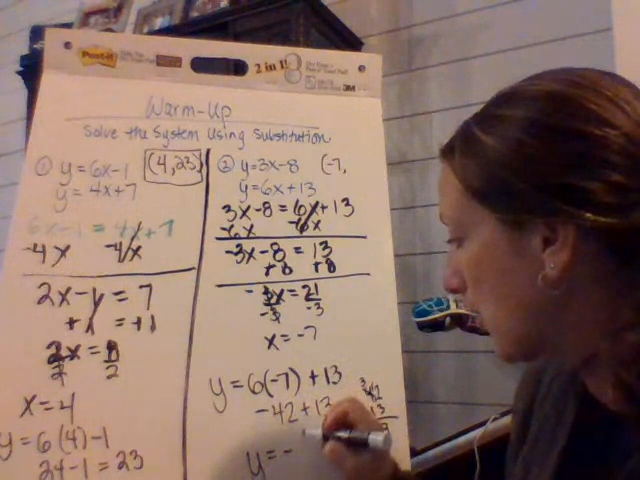 Post-it
2 in 1!
3M
Warm-Up
Solve the System Using Substitution.
① y=6x-1 (4,23)
y=4x+7
6x-1 = 4x+7
-4x -4x
2x-1 = 7
+1 = +1
2x = 8
2 2
x=4
y=6(4)-1
24-1=23
② y=3x-8 (-7,
y=6x+13
3x-8=6x+13
-6x -6x
-3x-8=13
+8 +8
-3x=21
-3 -3
x=-7
y=6(-7)+13
-42+13
y=-